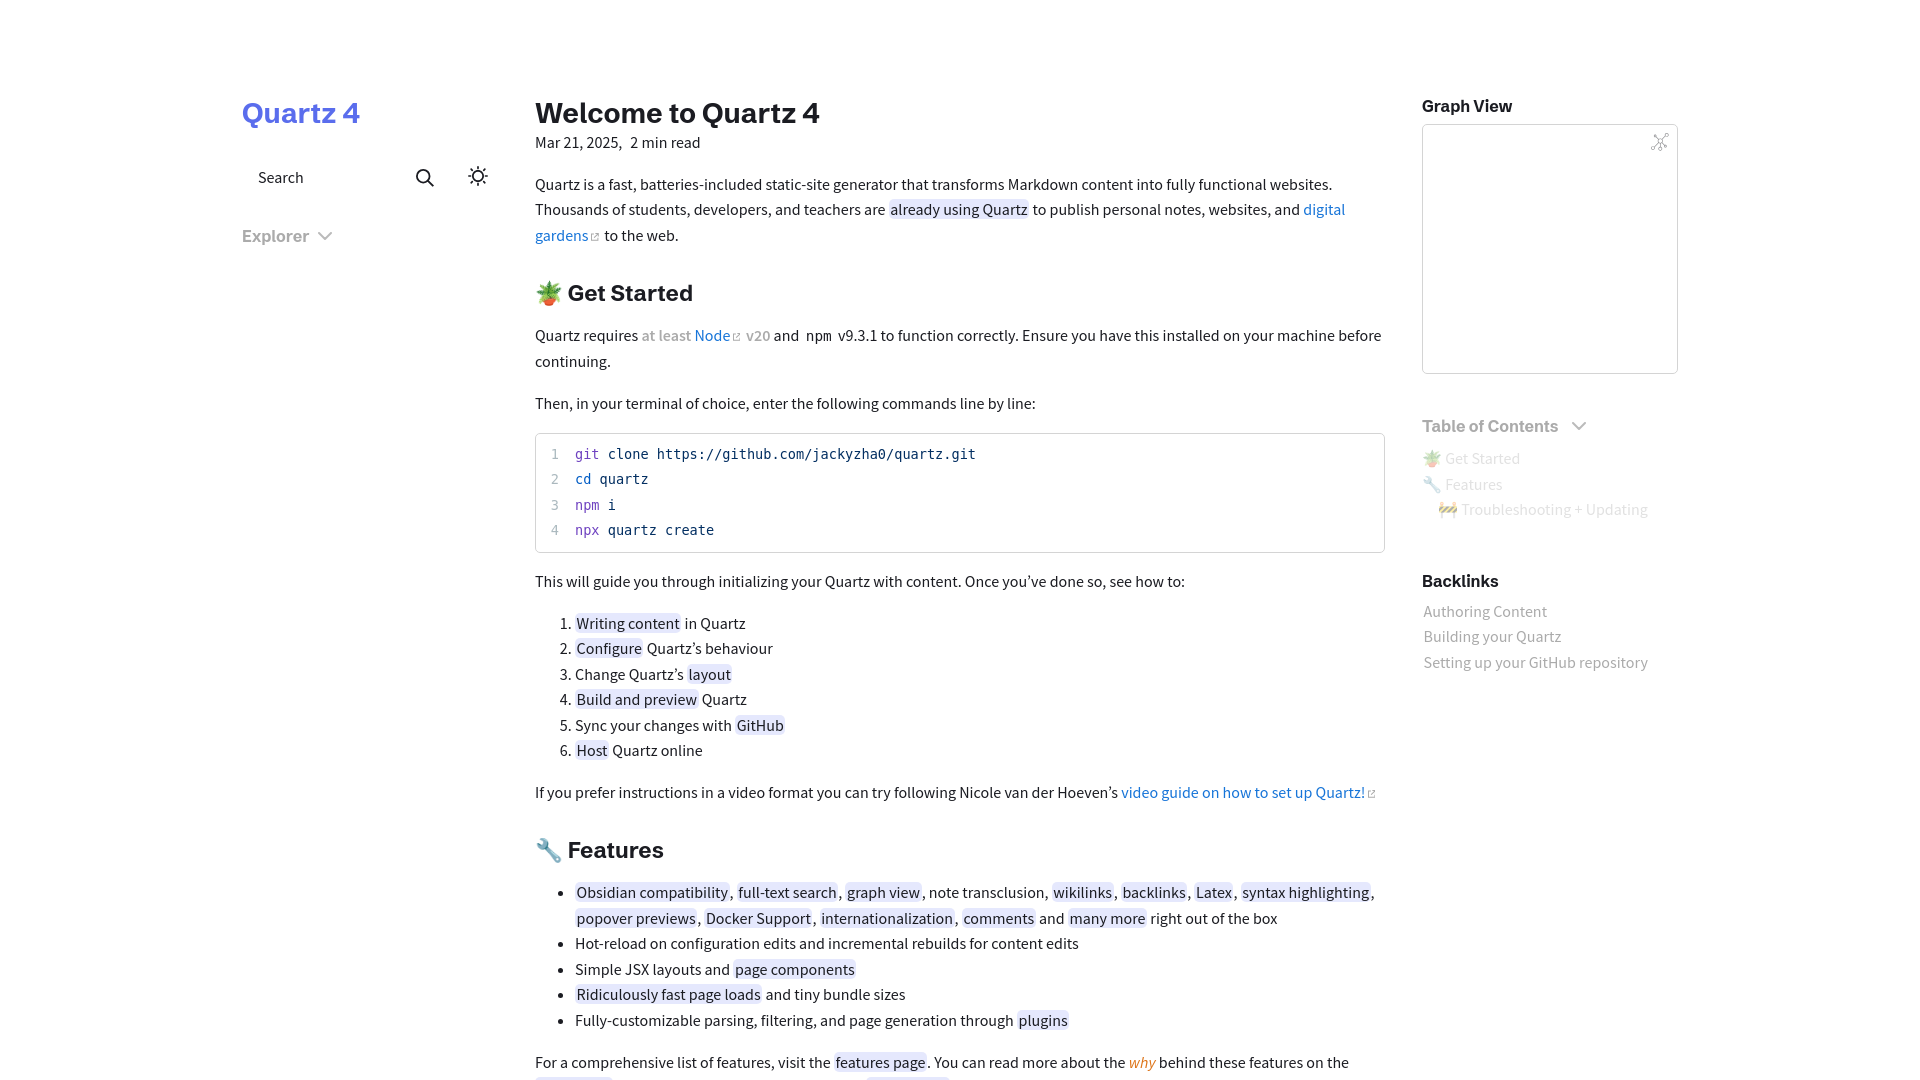 Quartz 4
Search
Explorer
Welcome to Quartz 4
Mar 21, 2025, 2 min read
Quartz is a fast, batteries-included static-site generator that transforms Markdown content into fully functional websites.
Thousands of students, developers, and teachers are already using Quartz to publish personal notes, websites, and digital
gardens to the web.
🪴 Get Started
Quartz requires at least Node v20 and npm v9.3.1 to function correctly. Ensure you have this installed on your machine before
continuing.
Then, in your terminal of choice, enter the following commands line by line:
1 git clone https://github.com/jackyzha0/quartz.git
2 cd quartz
3 npm i
4 npx quartz create
This will guide you through initializing your Quartz with content. Once you’ve done so, see how to:
1. Writing content in Quartz
2. Configure Quartz’s behaviour
3. Change Quartz’s layout
4. Build and preview Quartz
5. Sync your changes with GitHub
6. Host Quartz online
If you prefer instructions in a video format you can try following Nicole van der Hoeven’s video guide on how to set up Quartz!
🔧 Features
• Obsidian compatibility, full-text search, graph view, note transclusion, wikilinks, backlinks, Latex, syntax highlighting,
popover previews, Docker Support, internationalization, comments and many more right out of the box
• Hot-reload on configuration edits and incremental rebuilds for content edits
• Simple JSX layouts and page components
• Ridiculously fast page loads and tiny bundle sizes
• Fully-customizable parsing, filtering, and page generation through plugins
For a comprehensive list of features, visit the features page. You can read more about the why behind these features on the
Graph View
Table of Contents
🪴 Get Started
🔧 Features
🚧 Troubleshooting + Updating
Backlinks
Authoring Content
Building your Quartz
Setting up your GitHub repository